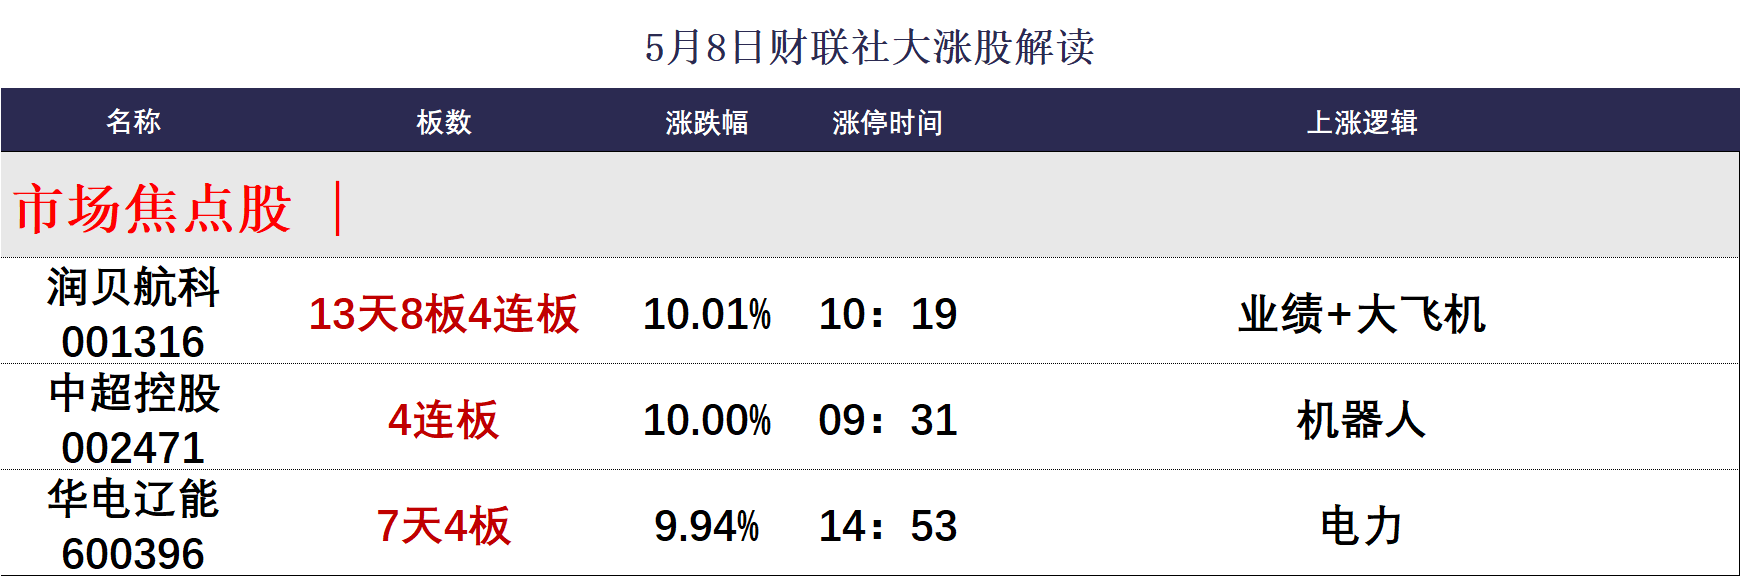 5月8日财联社大涨股解读
名称 板数 涨跌幅 涨停时间 上涨逻辑
市场焦点股 |
润贝航科
001316 13天8板4连板 10.01% 10：19 业绩+大飞机
中超控股
002471 4连板 10.00% 09：31 机器人
华电辽能
600396 7天4板 9.94% 14：53 电力